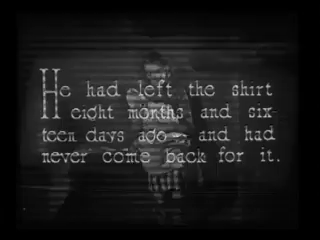 He had left the shirt
eight months and six-
teen days ago — and had
never come back for it.